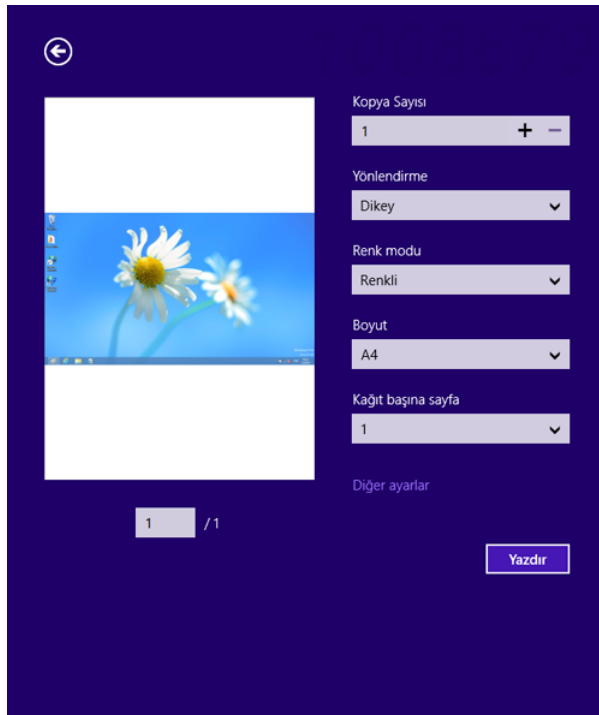 Kopya Sayısı
1
Yönlendirme
Dikey
Renk modu
Renkli
Boyut
A4
Kağıt başına sayfa
1
Diğer ayarlar
1 / 1
Yazdır